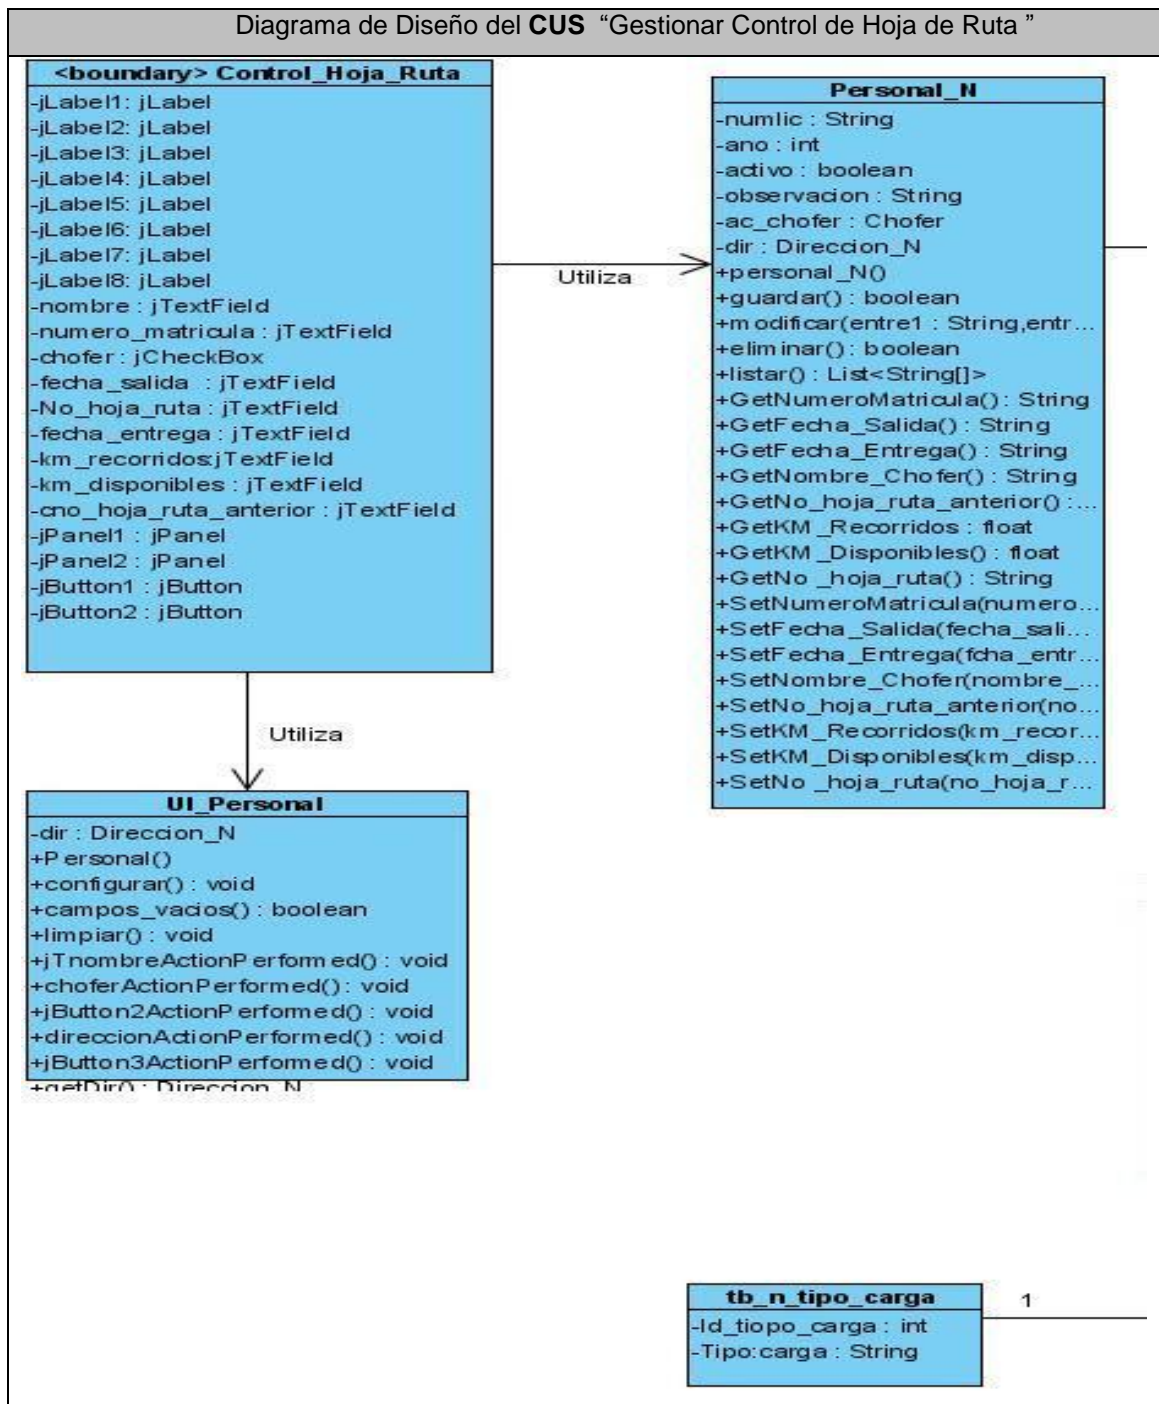 Diagrama de Diseño del CUS “Gestionar Control de Hoja de Ruta ”
<boundary> Control_Hoja_Ruta
-jLabel1: jLabel
-jLabel2: jLabel
-jLabel3: jLabel
-jLabel4: jLabel
-jLabel5: jLabel
-jLabel6: jLabel
-jLabel7: jLabel
-jLabel8: jLabel
-nombre : jTextField
-numero_matricula : jTextField
-chofer : jCheckBox
-fecha_salida : jTextField
-No_hoja_ruta : jTextField
-fecha_entrega : jTextField
-km_recorridos:jTextField
-km_disponibles : jTextField
-cno_hoja_ruta_anterior : jTextField
-jPanel1 : jPanel
-jPanel2 : jPanel
-jButton1 : jButton
-jButton2 : jButton
Utiliza
Personal_N
-numlic : String
-ano : int
-activo : boolean
-observacion : String
-ac_chofer : Chofer
-dir : Direccion_N
+personal_N()
+guardar() : boolean
+modificar(entre1 : String,entr...
+eliminar() : boolean
+listar() : List<String[]>
+GetNumeroMatricula() : String
+GetFecha_Salida() : String
+GetFecha_Entrega() : String
+GetNombre_Chofer() : String
+GetNo_hoja_ruta_anterior() :...
+GetKM_Recorridos : float
+GetKM_Disponibles() : float
+GetNo _hoja_ruta() : String
+SetNumeroMatricula(numero...
+SetFecha_Salida(fecha_sali...
+SetFecha_Entrega(fcha_entr...
+SetNombre_Chofer(nombre_...
+SetNo_hoja_ruta_anterior(no...
+SetKM_Recorridos(km_recor...
+SetKM_Disponibles(km_disp...
+SetNo _hoja_ruta(no_hoja_r...
Utiliza
UI_Personal
-dir : Direccion_N
+Personal()
+configurar() : void
+campos_vacios() : boolean
+limpiar() : void
+jTnombreActionPerformed() : void
+choferActionPerformed() : void
+jButton2ActionPerformed() : void
+direccionActionPerformed() : void
+jButton3ActionPerformed() : void
+getDir() : Direccion_N
tb_n_tipo_carga
-Id_tiopo_carga : int
-Tipo:carga : String
1